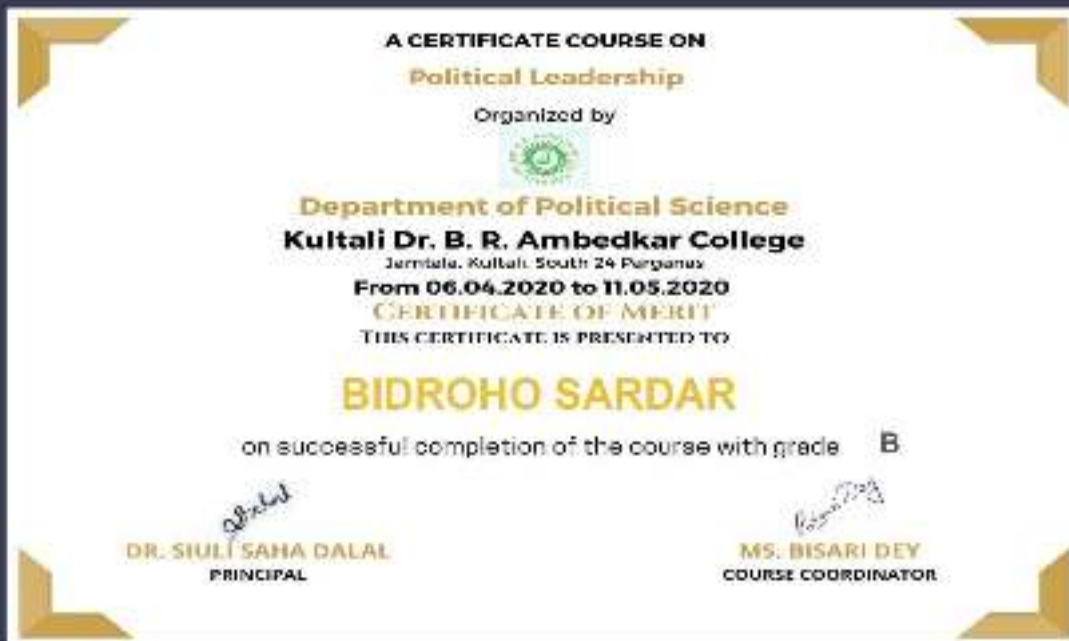 A CERTIFICATE COURSE ON
Political Leadership
Organized by
Department of Political Science
Kultali Dr. B. R. Ambedkar College
Jamtala, Kultali, South 24 Parganas
From 06.04.2020 to 11.05.2020
CERTIFICATE OF MERIT
THIS CERTIFICATE IS PRESENTED TO
BIDROHO SARDAR
on successful completion of the course with grade B
DR. SIULI SAHA DALAL
PRINCIPAL
MS. BISARI DEY
COURSE COORDINATOR